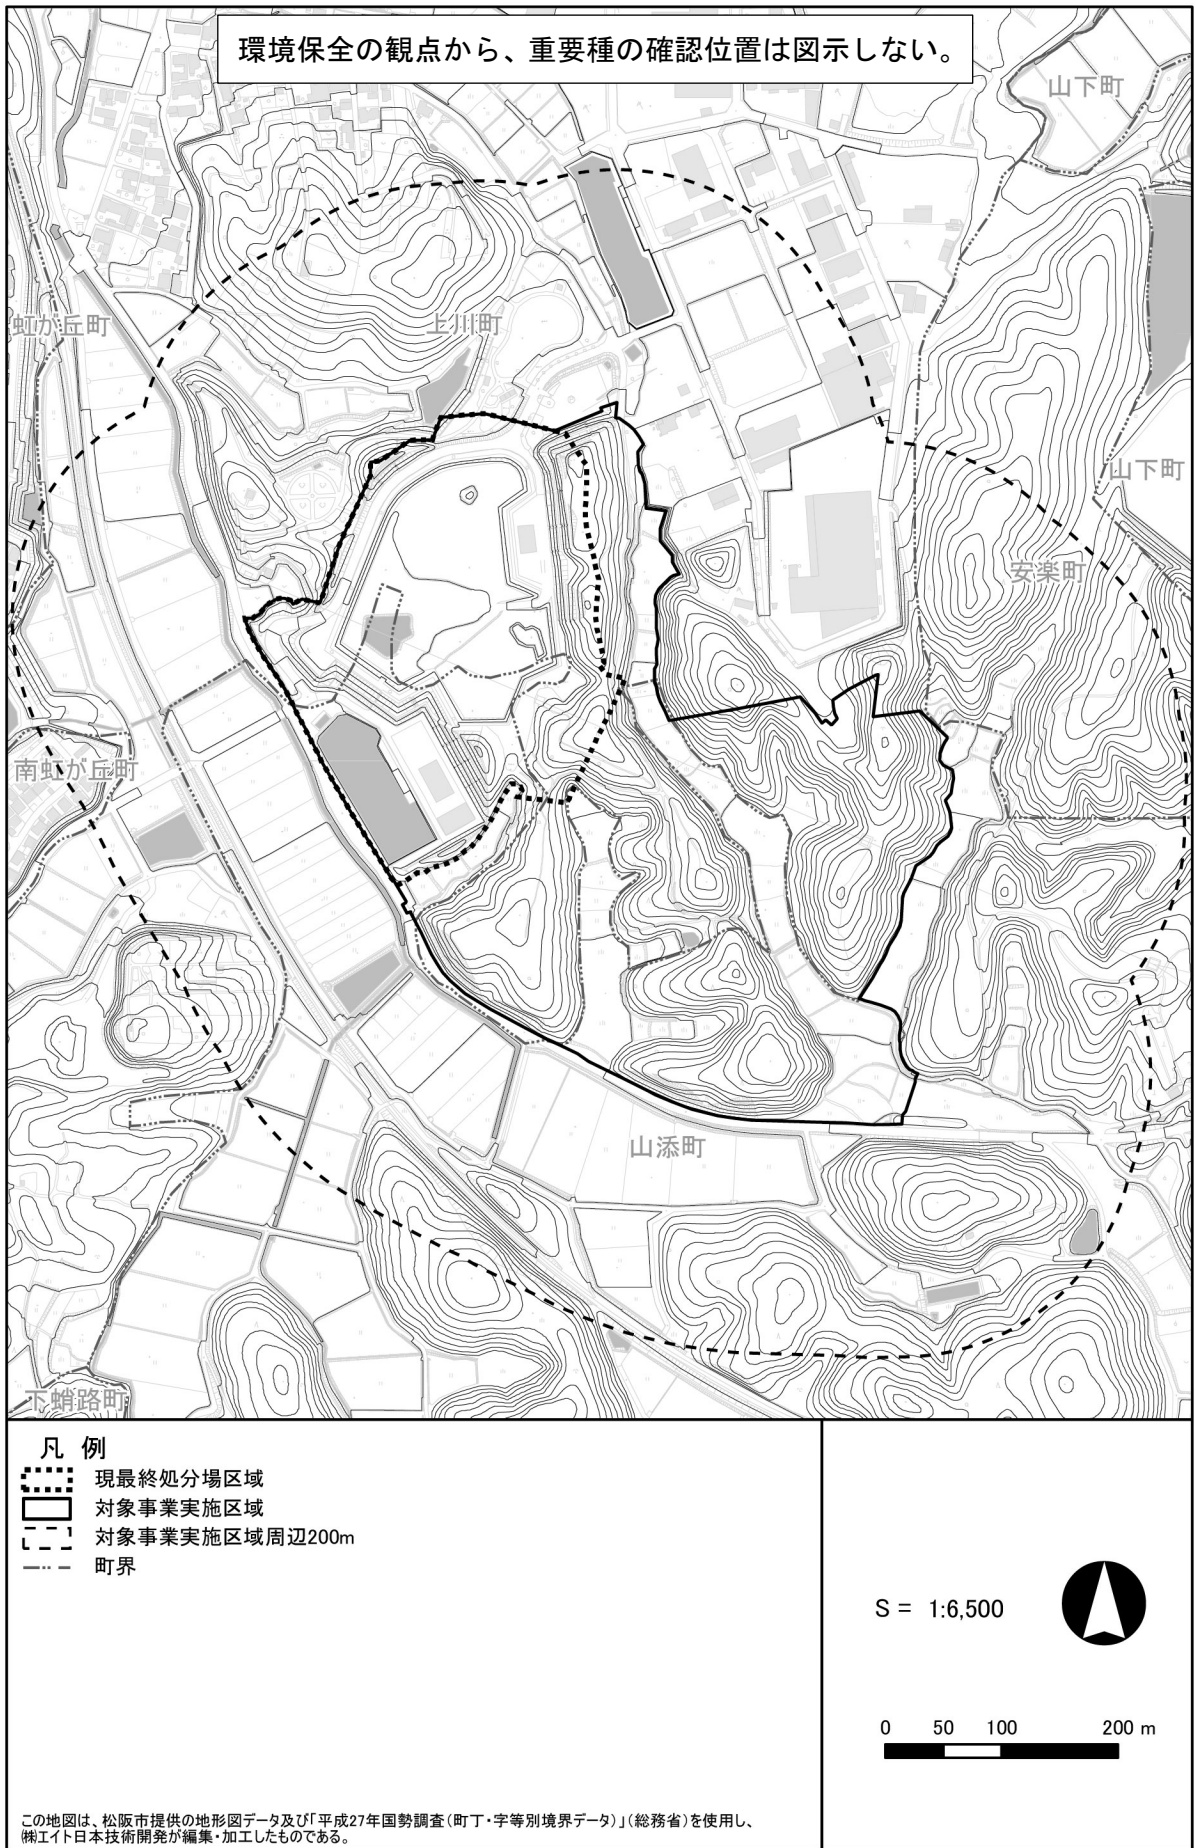 環境保全の観点から、重要種の確認位置は図示しない。
山下町
虹が丘町
上川町
山下町
安楽町
南虹が丘町
山添町
下蛸路町
凡 例
現最終処分場区域
対象事業実施区域
対象事業実施区域周辺200m
町界
S = 1:6,500
0 50 100 200 m
この地図は、松阪市提供の地形図データ及び「平成27年国勢調査(町丁・字等別境界データ)」(総務省)を使用し、
㈱エイト日本技術開発が編集・加工したものである。